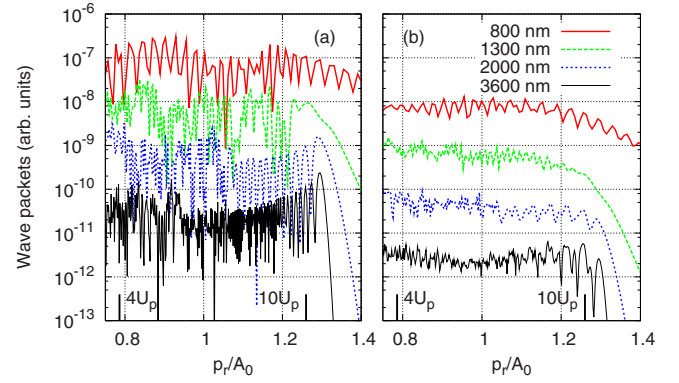 Wave packets (arb. units)
10^-6
10^-7
10^-8
10^-9
10^-10
10^-11
10^-12
10^-13
(a)
4U_p
10U_p
0.8 1 1.2 1.4
p_r/A_0
(b)
800 nm
1300 nm
2000 nm
3600 nm
4U_p
10U_p
0.8 1 1.2 1.4
p_r/A_0